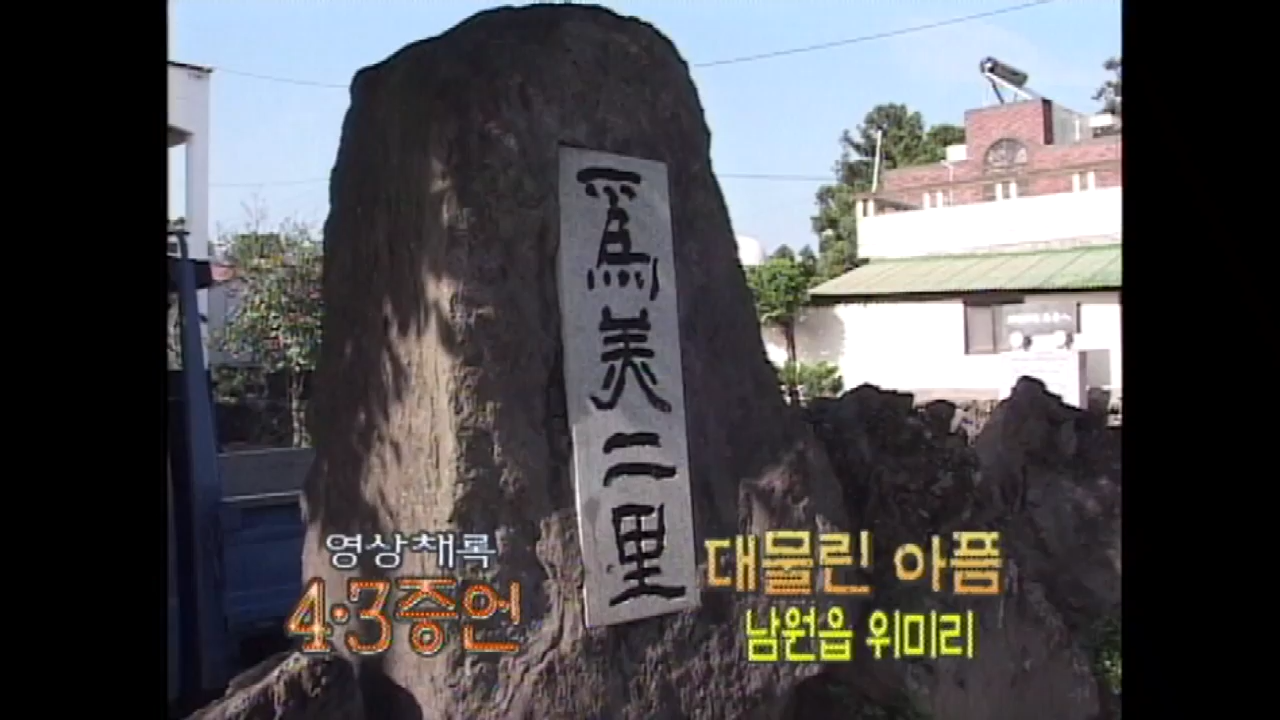 爲美二里
영상채록
4·3증언
대물린 아픔
남원읍 위미리